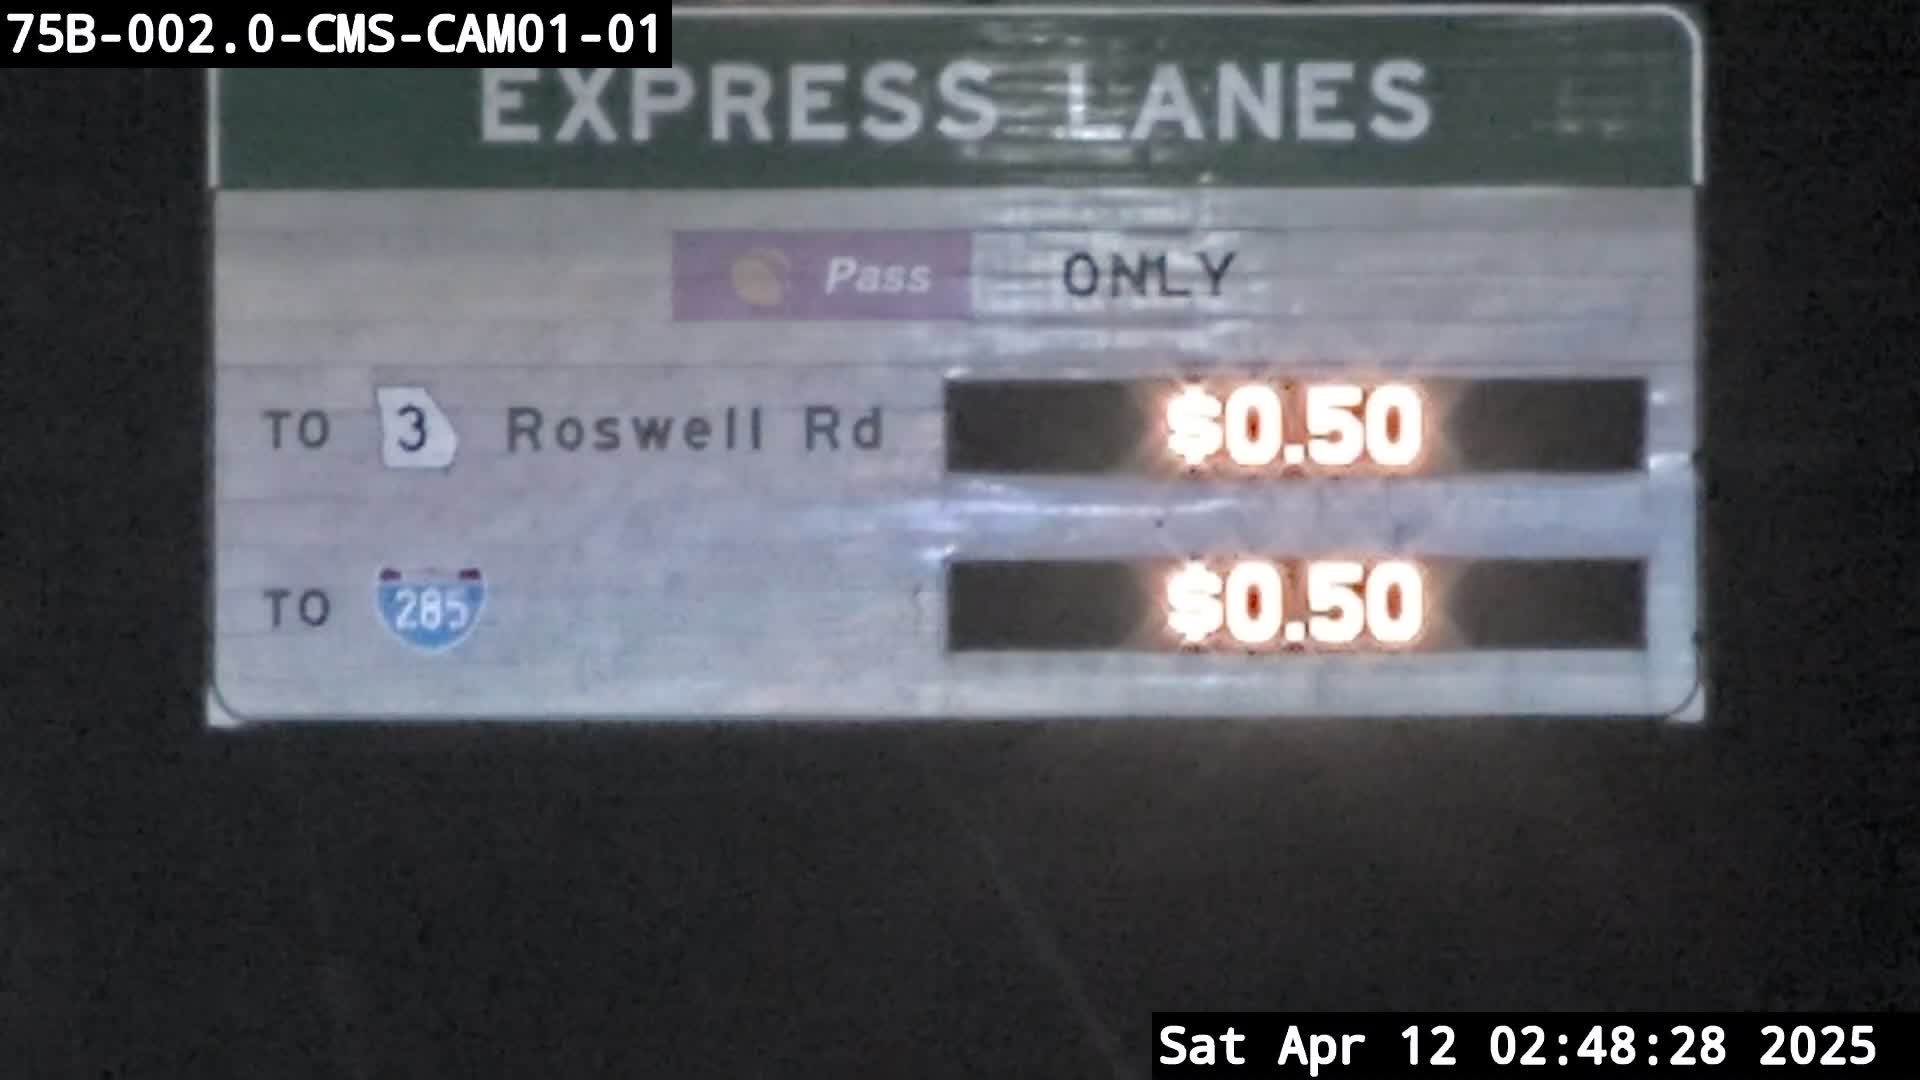 75B-002.0-CMS-CAM01-01
EXPRESS LANES
Pass ONLY
TO 3 Roswell Rd $0.50
TO 285 $0.50
Sat Apr 12 02:48:28 2025